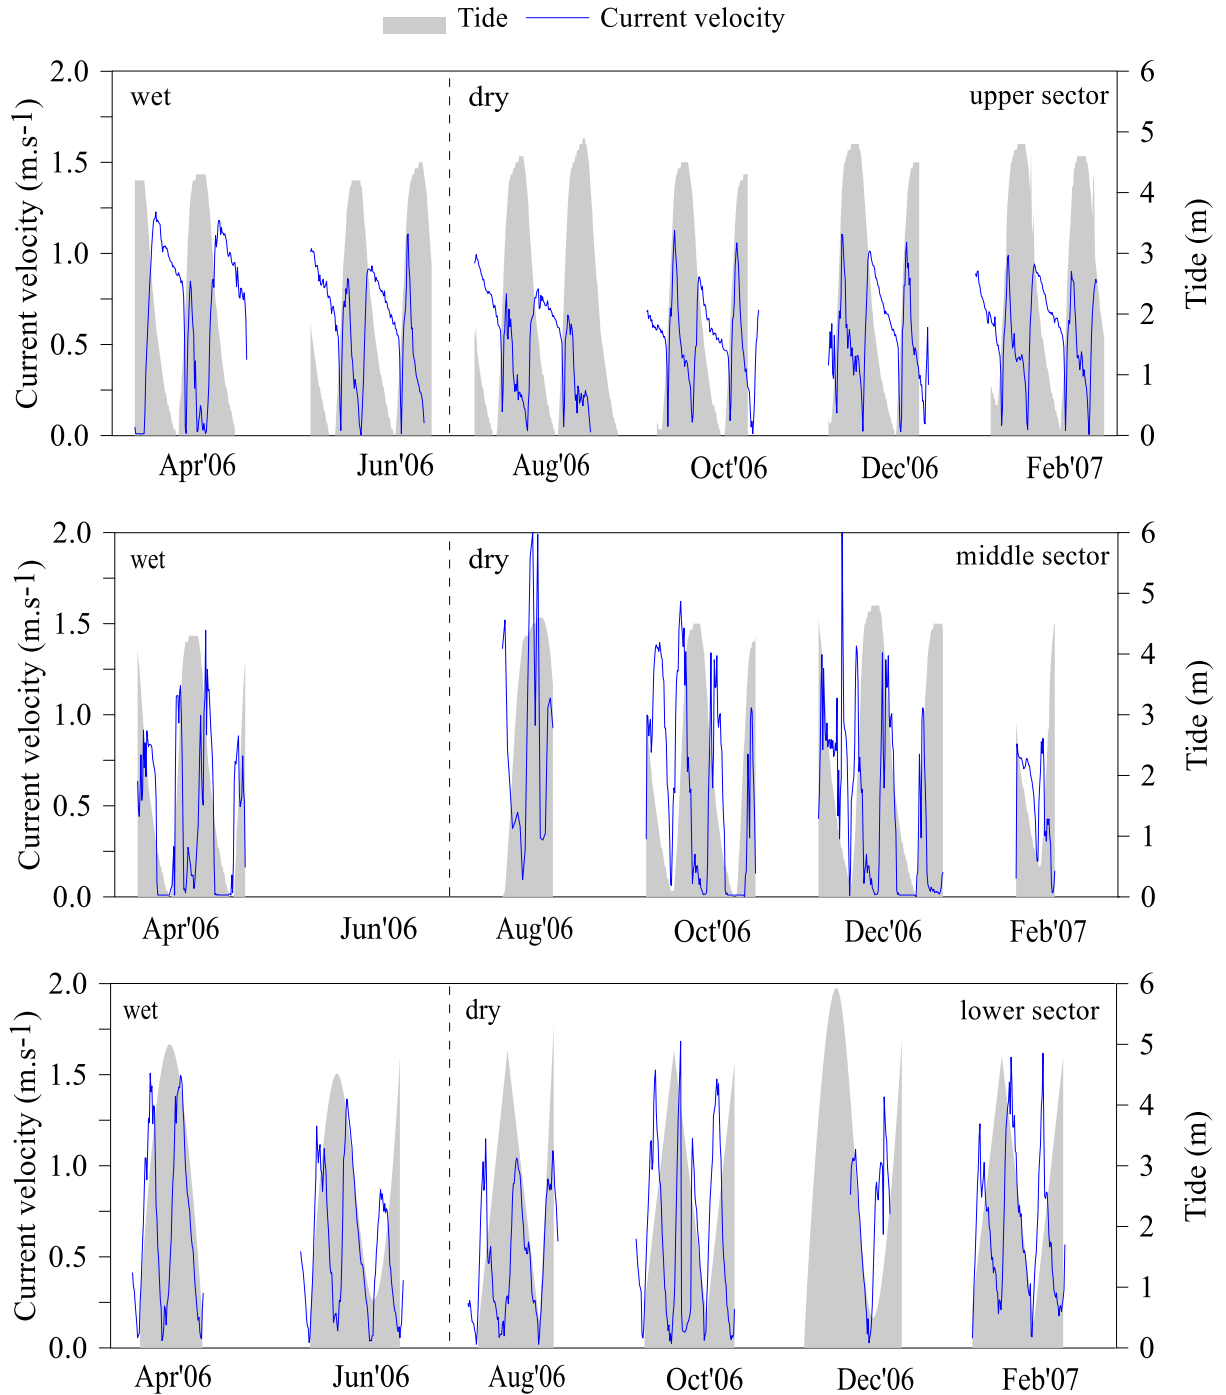 Tide Current velocity
2.0 1.5 1.0 0.5 0.0
Current velocity (m.s-1)
wet dry upper sector
6 5 4 3 2 1 0
Tide (m)
Apr'06 Jun'06 Aug'06 Oct'06 Dec'06 Feb'07
2.0 1.5 1.0 0.5 0.0
Current velocity (m.s-1)
wet dry middle sector
6 5 4 3 2 1 0
Tide (m)
Apr'06 Jun'06 Aug'06 Oct'06 Dec'06 Feb'07
2.0 1.5 1.0 0.5 0.0
Current velocity (m.s-1)
wet dry lower sector
6 5 4 3 2 1 0
Tide (m)
Apr'06 Jun'06 Aug'06 Oct'06 Dec'06 Feb'07